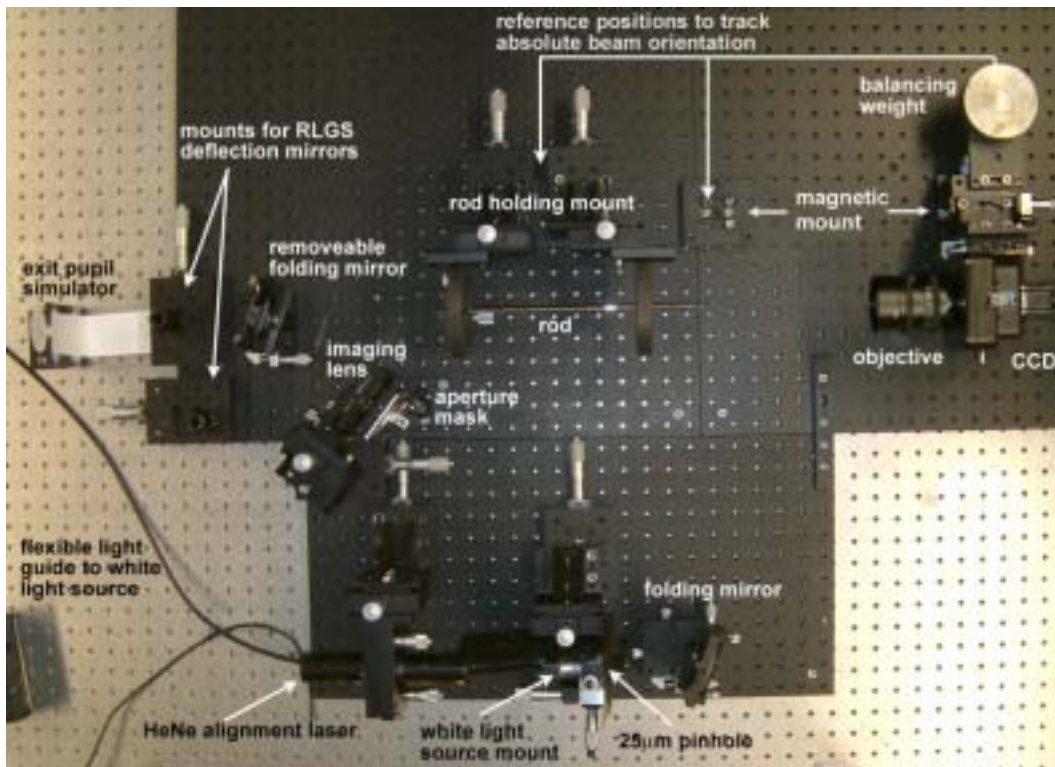 reference positions to track
absolute beam orientation
balancing
weight
mounts for RLGS
deflection mirrors
rod holding mount
magnetic
mount
removeable
folding mirror
exit pupil
simulator
rod
imaging
lens
objective
CCD
aperture
mask
flexible light
guide to white
light source
folding mirror
HeNe alignment laser
white light
source mount
25µm pinhole